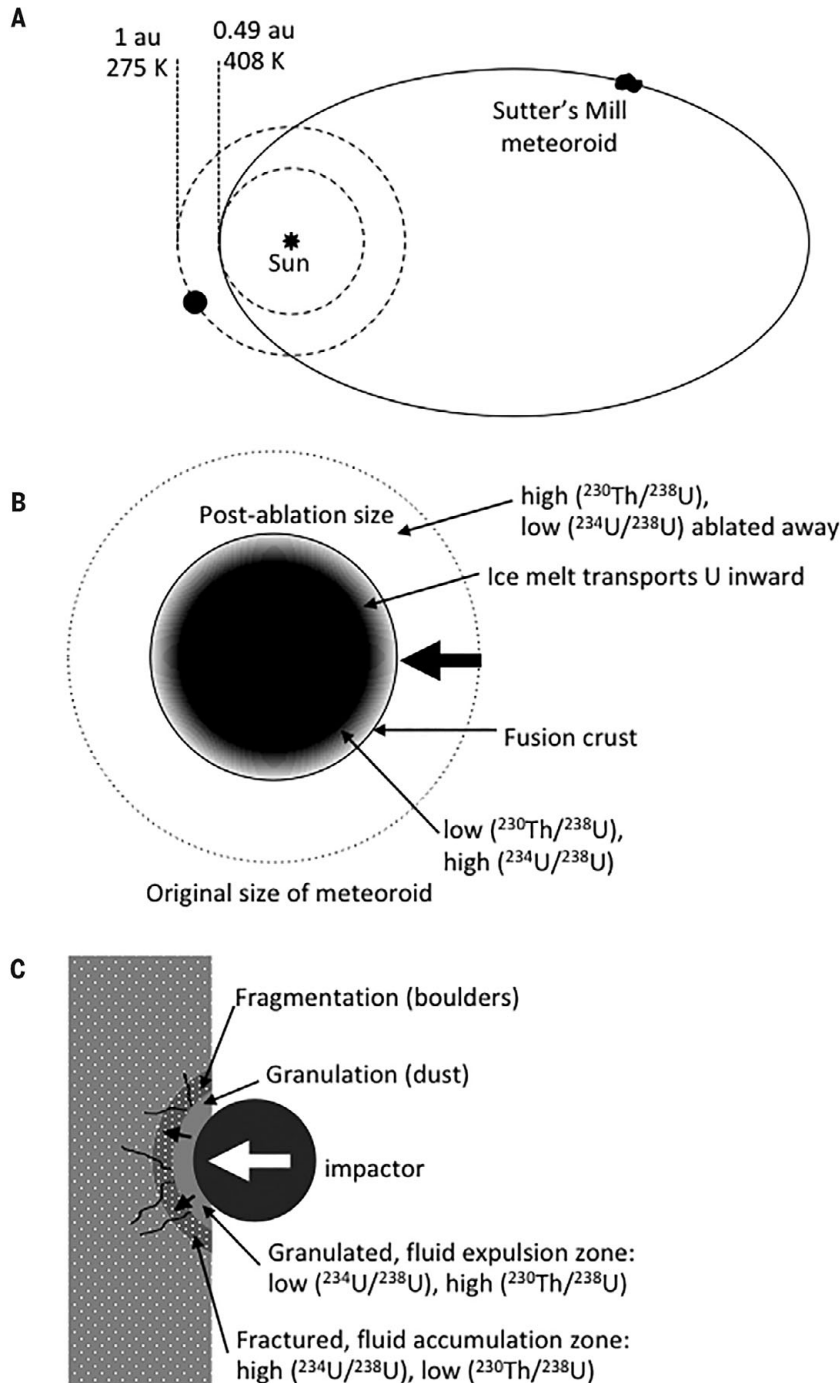 A
1 au
275 K
0.49 au
408 K
Sutter’s Mill
meteoroid
Sun
B
high (²³⁰Th/²³⁸U),
low (²³⁴U/²³⁸U) ablated away
Post-ablation size
Ice melt transports U inward
Fusion crust
low (²³⁰Th/²³⁸U),
high (²³⁴U/²³⁸U)
Original size of meteoroid
C
Fragmentation (boulders)
Granulation (dust)
impactor
Granulated, fluid expulsion zone:
low (²³⁴U/²³⁸U), high (²³⁰Th/²³⁸U)
Fractured, fluid accumulation zone:
high (²³⁴U/²³⁸U), low (²³⁰Th/²³⁸U)